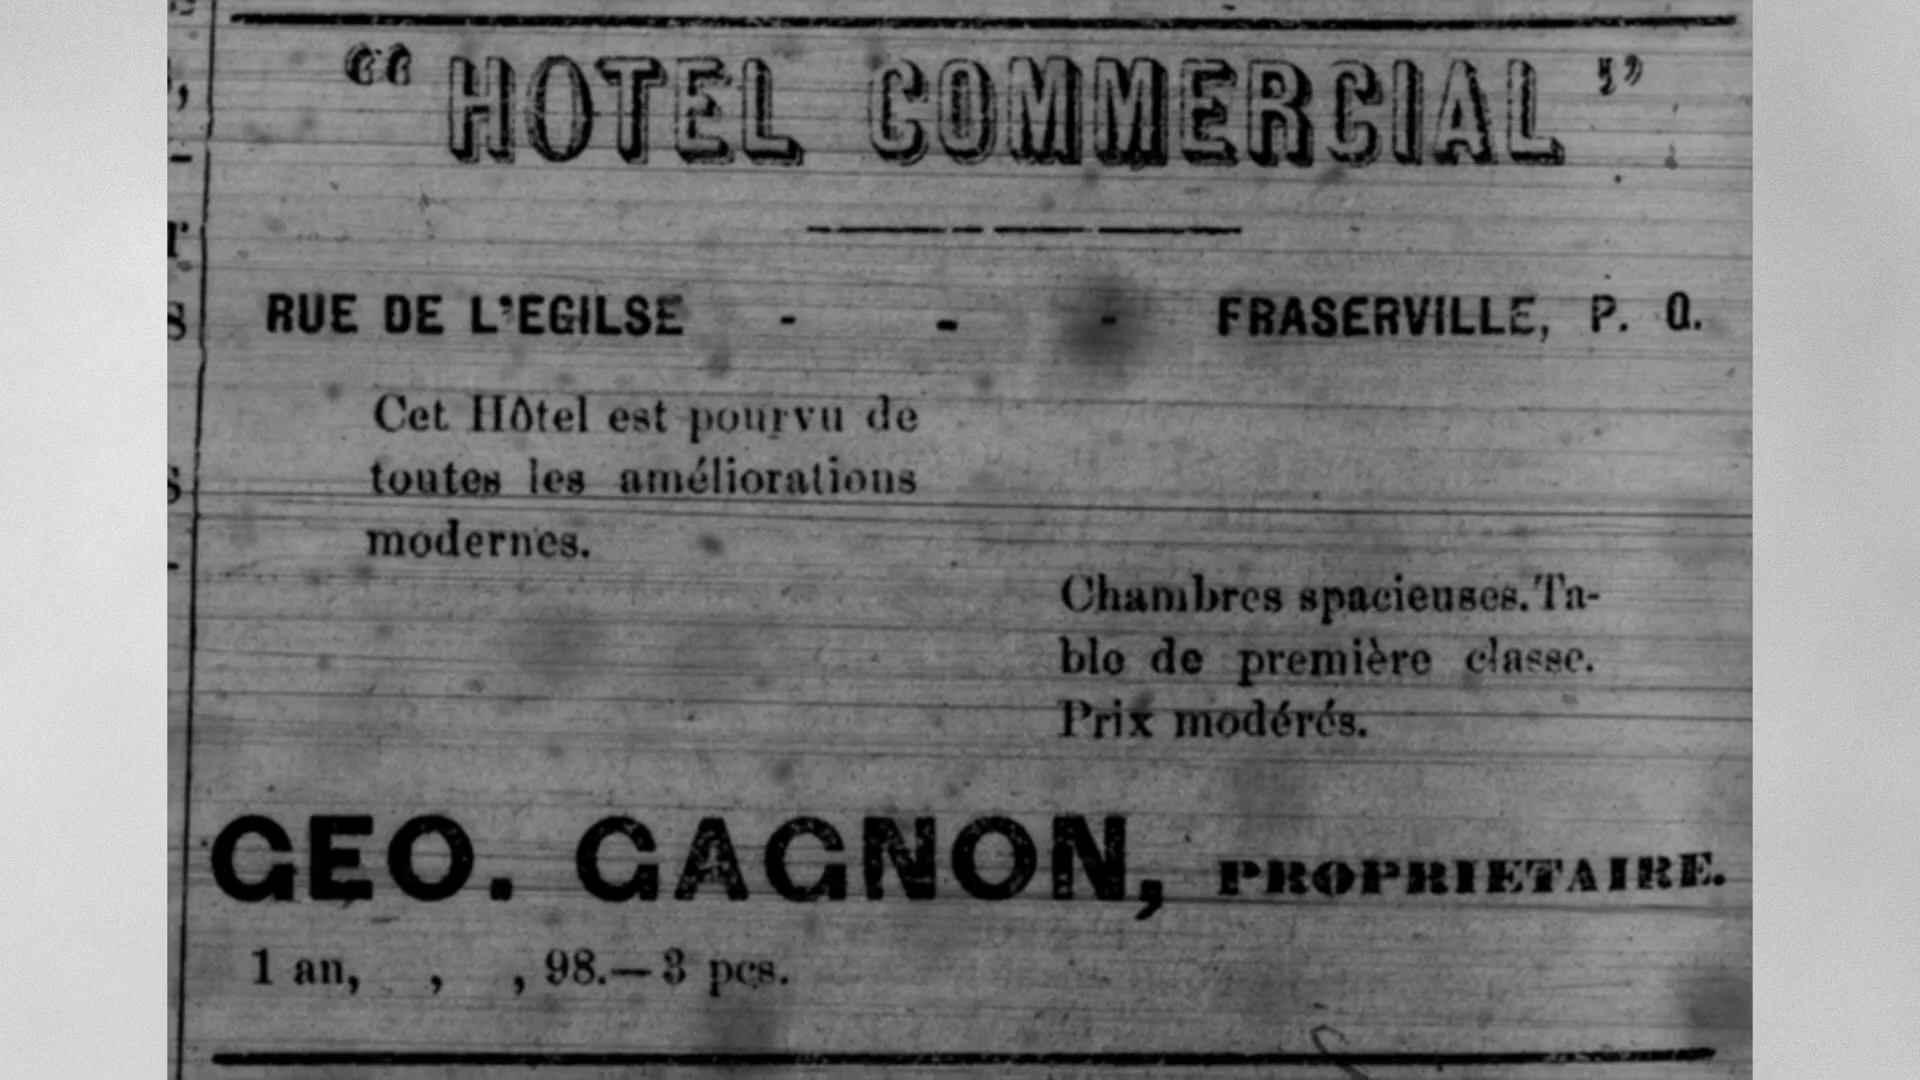 “ HOTEL COMMERCIAL ”
RUE DE L'EGILSE - - - FRASERVILLE, P. Q.
Cet Hôtel est pourvu de
toutes les améliorations
modernes.
Chambres spacieuses. Ta-
ble de première classe.
Prix modérés.
GEO. GAGNON, PROPRIETAIRE.
1 an, , , 98.— 3 pcs.